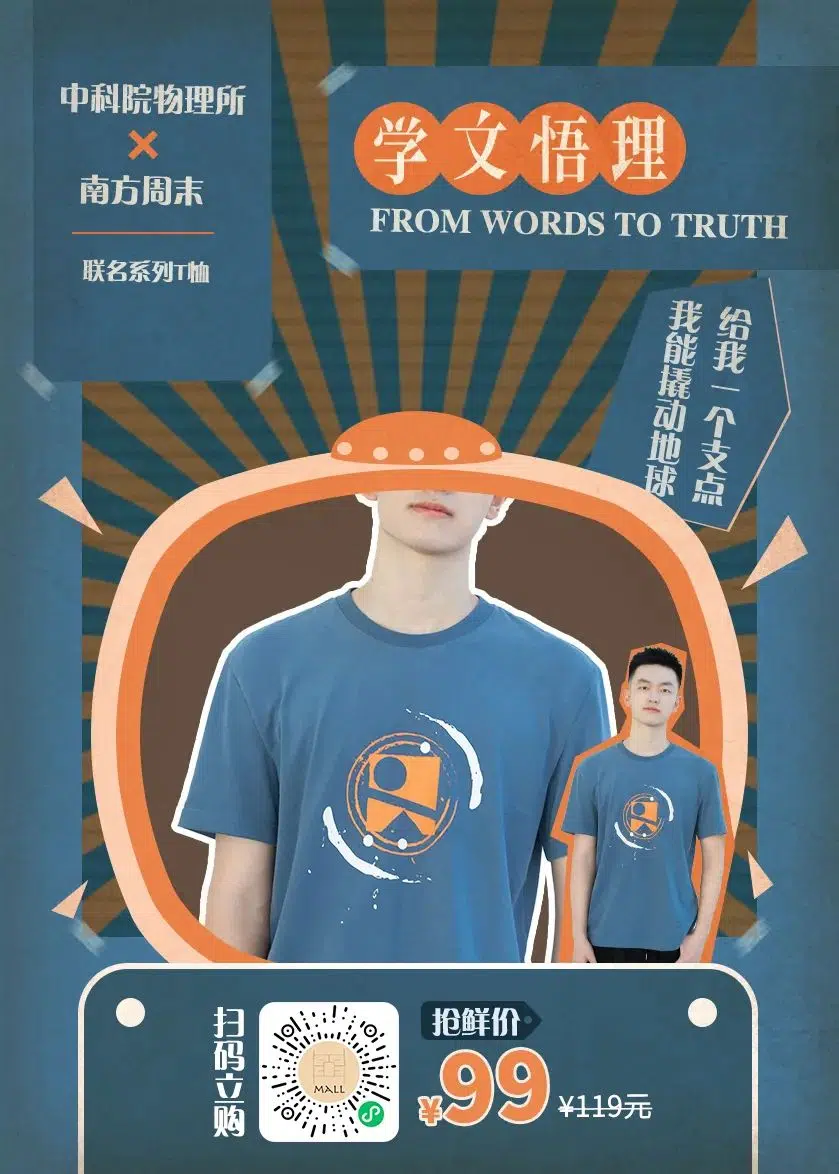 中科院物理所
×
南方周末
联名系列T恤
学文悟理
FROM WORDS TO TRUTH
给我一个支点
我能撬动地球
扫码立购
MALL
抢鲜价
¥99
¥119元